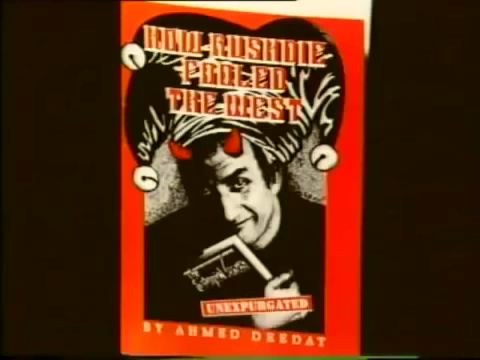 HOW RUSHDIE
FOOLED
THE WEST
UNEXPURGATED
BY AHMED DEEDAT